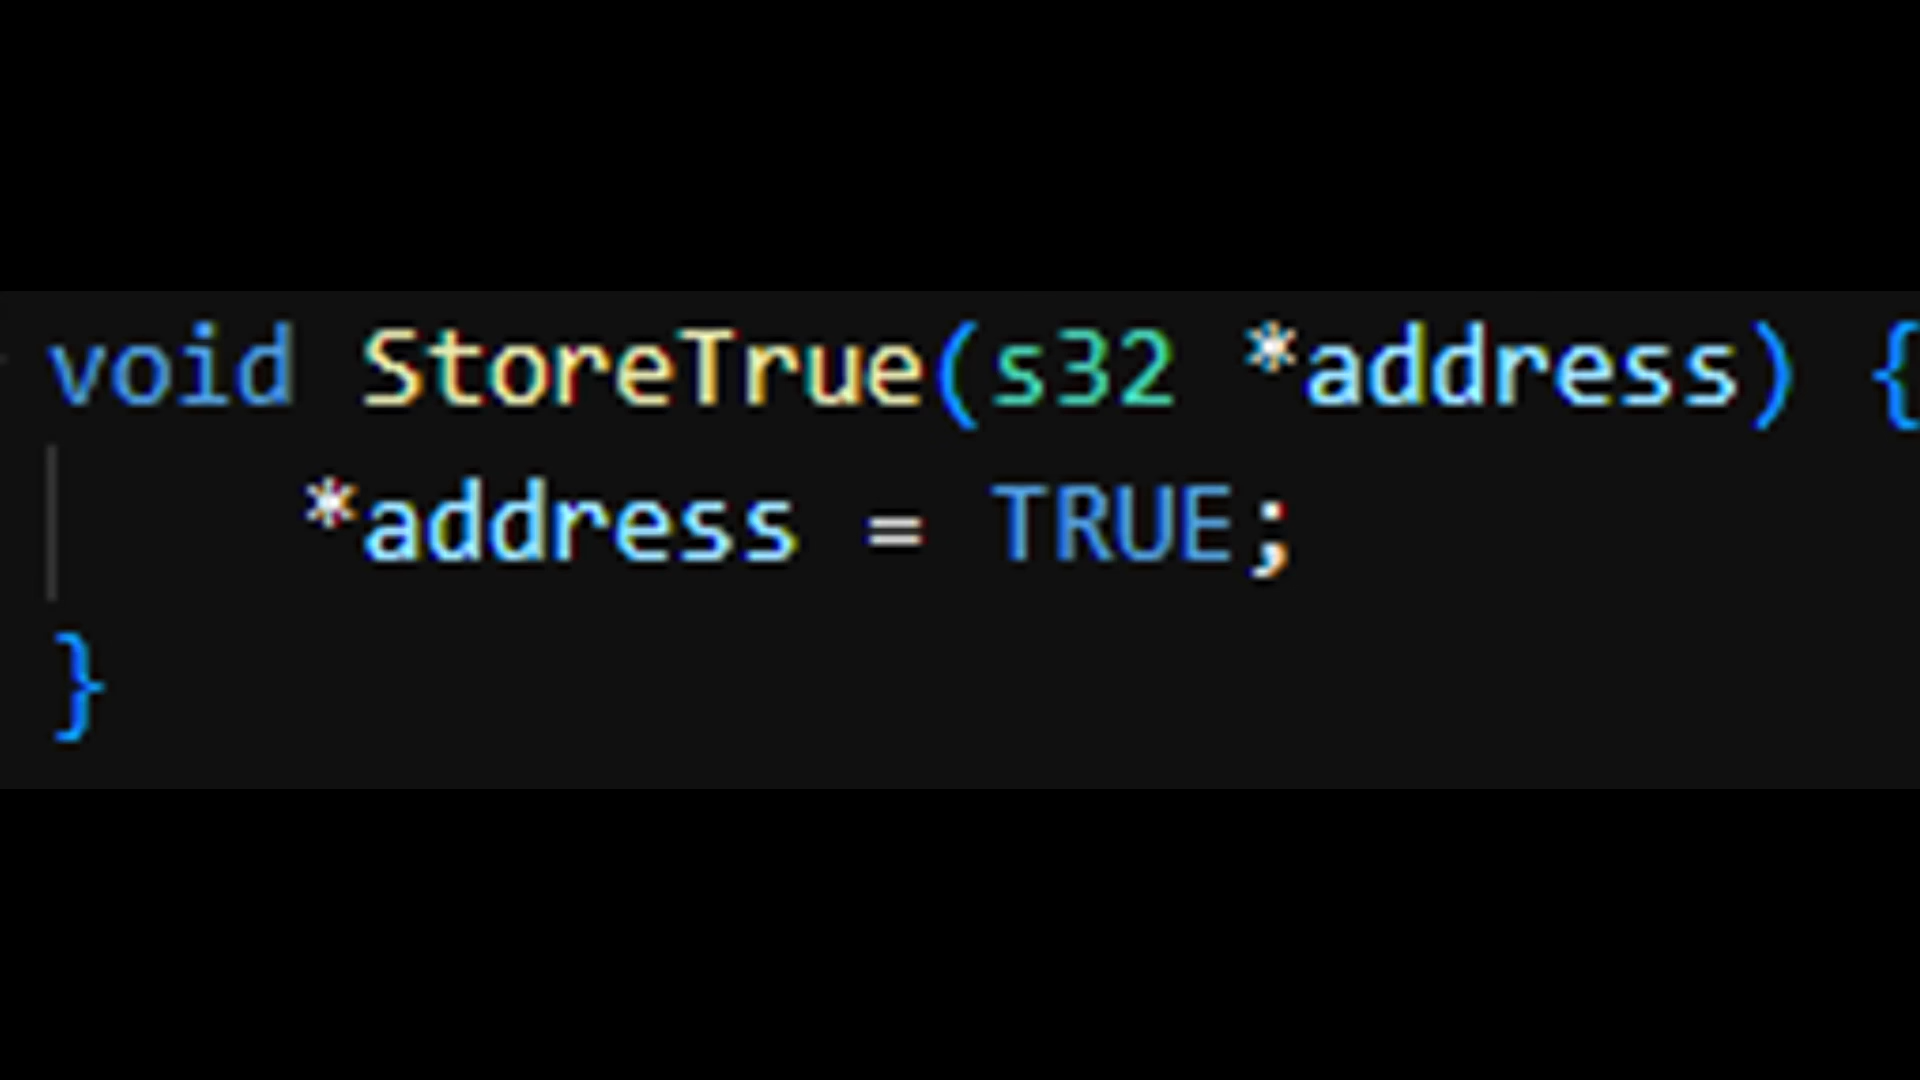 void StoreTrue(s32 *address) {
*address = TRUE;
}